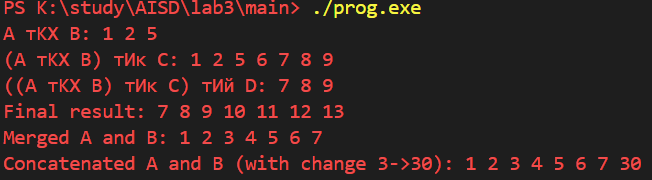 PS K:\study\AISD\lab3\main> ./prog.exe
A тКХ B: 1 2 5
(A тКХ B) тИк C: 1 2 5 6 7 8 9
((A тКХ B) тИк C) тИй D: 7 8 9
Final result: 7 8 9 10 11 12 13
Merged A and B: 1 2 3 4 5 6 7
Concatenated A and B (with change 3->30): 1 2 3 4 5 6 7 30